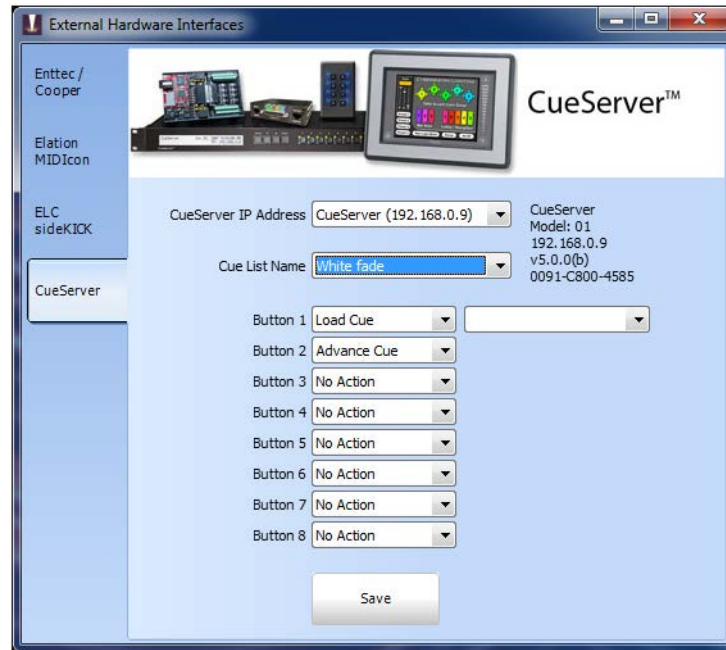 External Hardware Interfaces
Enttec /
Cooper
Elation
MIDIcon
ELC
sideKICK
CueServer
CueServer™
CueServer IP Address CueServer (192.168.0.9)
CueServer
Model: 01
192.168.0.9
v5.0.0(b)
0091-C800-4585
Cue List Name White fade
Button 1 Load Cue
Button 2 Advance Cue
Button 3 No Action
Button 4 No Action
Button 5 No Action
Button 6 No Action
Button 7 No Action
Button 8 No Action
Save